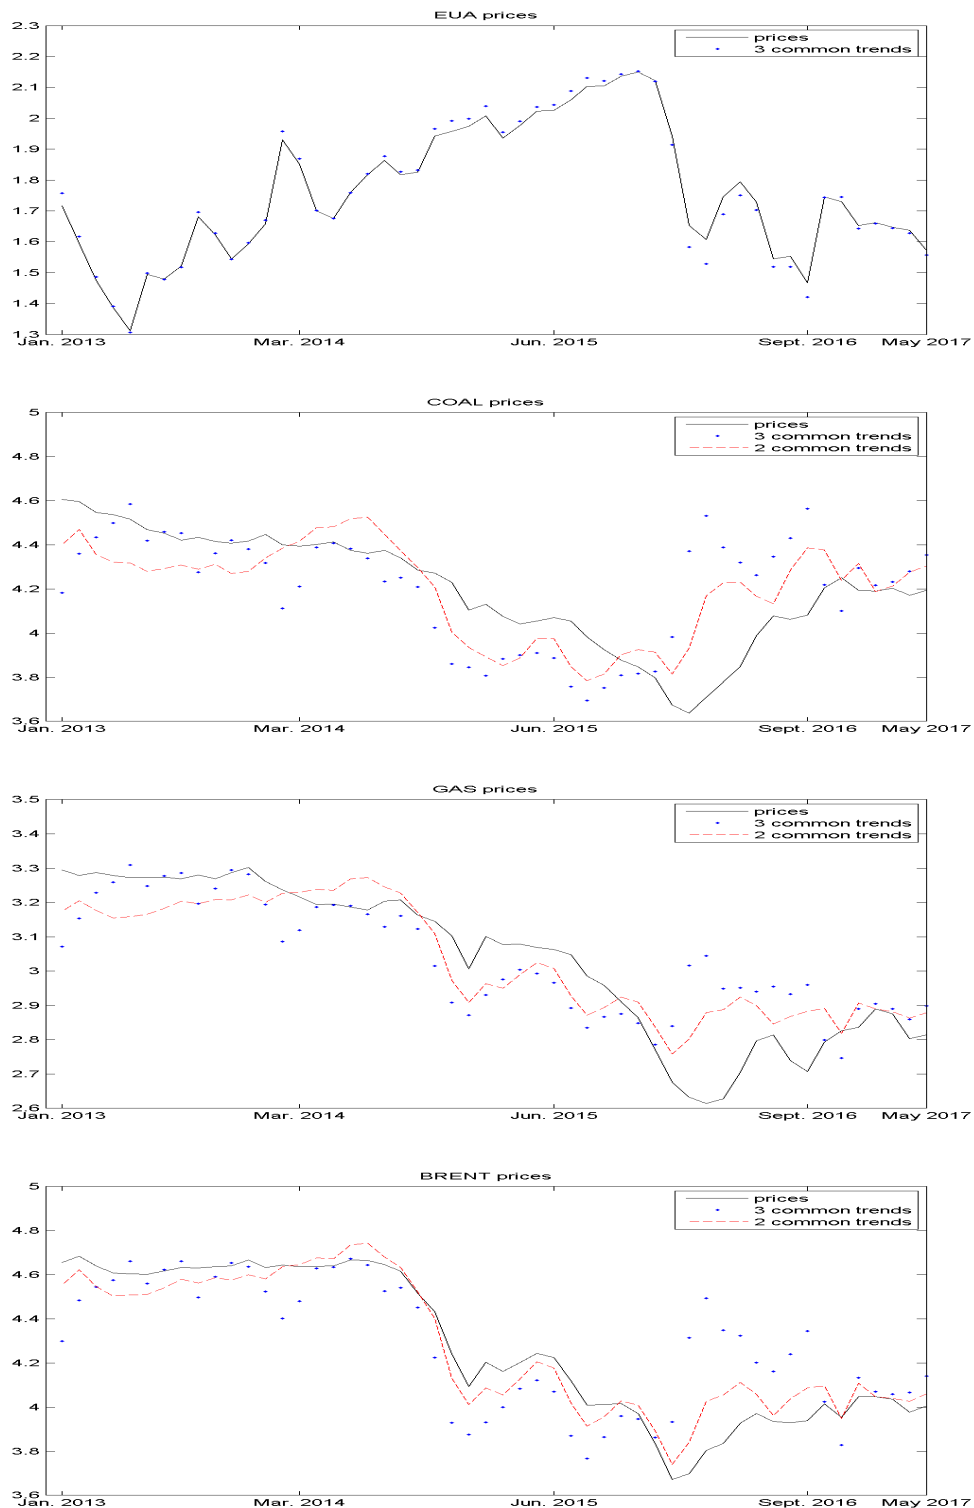 EUA prices
2.3
2.2
2.1
2
1.9
1.8
1.7
1.6
1.5
1.4
1.3
prices
3 common trends
Jan. 2013 Mar. 2014 Jun. 2015 Sept. 2016 May 2017
COAL prices
5
4.8
4.6
4.4
4.2
4
3.8
3.6
prices
3 common trends
2 common trends
Jan. 2013 Mar. 2014 Jun. 2015 Sept. 2016 May 2017
GAS prices
3.5
3.4
3.3
3.2
3.1
3
2.9
2.8
2.7
2.6
prices
3 common trends
2 common trends
Jan. 2013 Mar. 2014 Jun. 2015 Sept. 2016 May 2017
BRENT prices
5
4.8
4.6
4.4
4.2
4
3.8
3.6
prices
3 common trends
2 common trends
Jan. 2013 Mar. 2014 Jun. 2015 Sept. 2016 May 2017